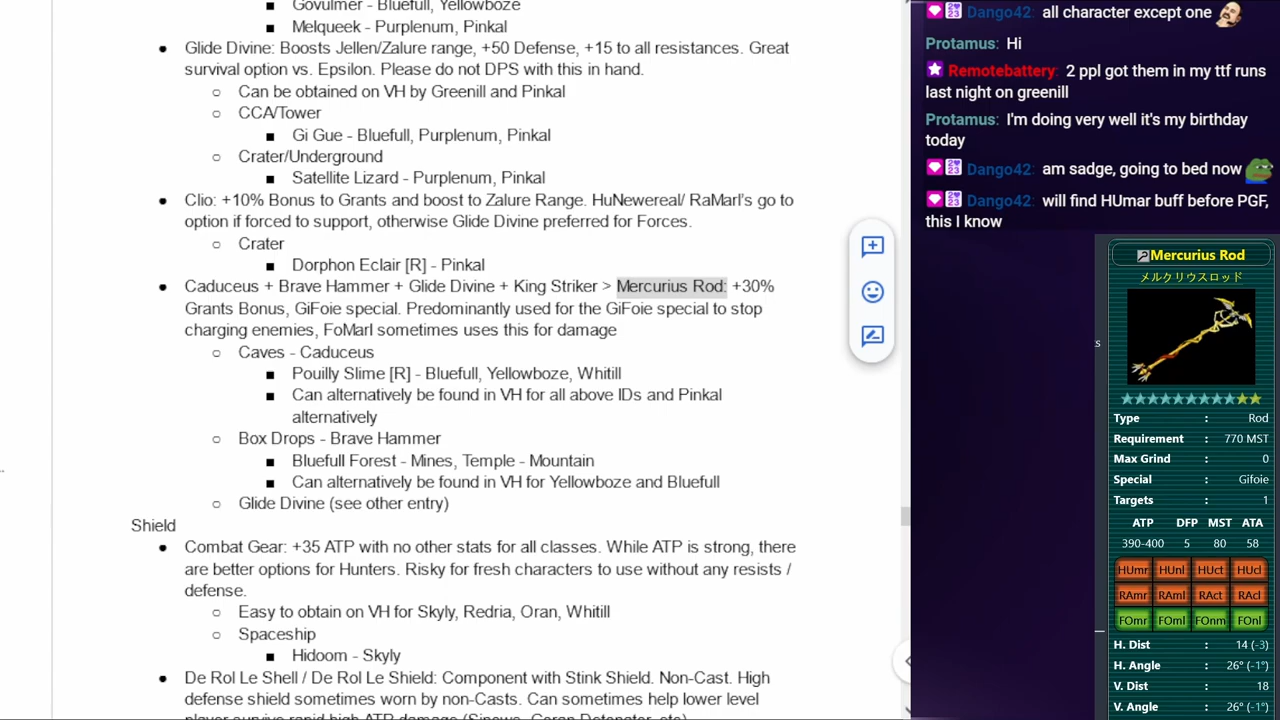 Govulmer - Bluefull, Yellowboze
Melqueek - Purplenum, Pinkal
Glide Divine: Boosts Jellen/Zalure range, +50 Defense, +15 to all resistances. Great
survival option vs. Epsilon. Please do not DPS with this in hand.
Can be obtained on VH by Greenill and Pinkal
CCA/Tower
Gi Gue - Bluefull, Purplenum, Pinkal
Crater/Underground
Satellite Lizard - Purplenum, Pinkal
Clio: +10% Bonus to Grants and boost to Zalure Range. HuNewereal/ RaMarl's go to
option if forced to support, otherwise Glide Divine preferred for Forces.
Crater
Dorphon Eclair [R] - Pinkal
Caduceus + Brave Hammer + Glide Divine + King Striker > Mercurius Rod: +30%
Grants Bonus, GiFoie special. Predominantly used for the GiFoie special to stop
charging enemies, FoMarl sometimes uses this for damage
Caves - Caduceus
Pouilly Slime [R] - Bluefull, Yellowboze, Whitill
Can alternatively be found in VH for all above IDs and Pinkal
alternatively
Box Drops - Brave Hammer
Bluefull Forest - Mines, Temple - Mountain
Can alternatively be found in VH for Yellowboze and Bluefull
Glide Divine (see other entry)
Shield
Combat Gear: +35 ATP with no other stats for all classes. While ATP is strong, there
are better options for Hunters. Risky for fresh characters to use without any resists /
defense.
Easy to obtain on VH for Skyly, Redria, Oran, Whitill
Spaceship
Hidoom - Skyly
De Rol Le Shell / De Rol Le Shield: Component with Stink Shield. Non-Cast. High
defense shield sometimes worn by non-Casts. Can sometimes help lower level
player survive rapid high ATP damage (Sinows, Goran Detonator, etc)
Dango42: all character except one
Protamus: Hi
Remotebattery: 2 ppl got them in my ttf runs
last night on greenill
Protamus: I'm doing very well it's my birthday
today
Dango42: am sadge, going to bed now
Dango42: will find HUmar buff before PGF,
this I know
Mercurius Rod
メルクリウスロッド
Type : Rod
Requirement : 770 MST
Max Grind : 0
Special : Gifoie
Targets : 1
ATP DFP MST ATA
390-400 5 80 58
HUmr HUnl HUct HUcl
RAmr RAml RAct RAcl
FOmr FOml FOnm FOnl
H. Dist : 14 (-3)
H. Angle : 26° (-1°)
V. Dist : 18
V. Angle : 26° (-1°)